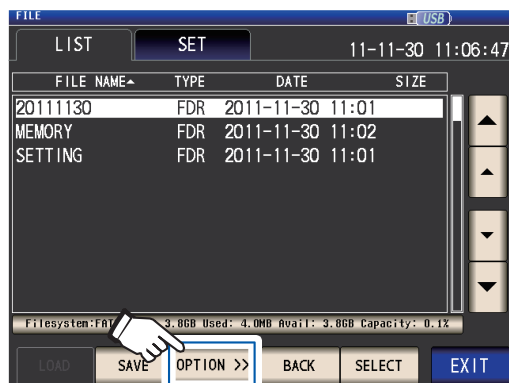 FILE USB
LIST SET 11-11-30 11:06:47
FILE NAME TYPE DATE SIZE
20111130 FDR 2011-11-30 11:01
MEMORY FDR 2011-11-30 11:02
SETTING FDR 2011-11-30 11:01
Filesystem: 3.8GB Used: 4.0MB Avail: 3.8GB Capacity: 0.1%
LOAD SAVE OPTION >> BACK SELECT EXIT